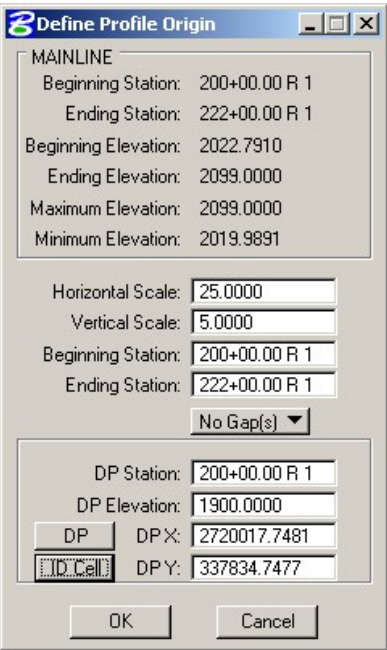 Define Profile Origin
MAINLINE
Beginning Station: 200+00.00 R 1
Ending Station: 222+00.00 R 1
Beginning Elevation: 2022.7910
Ending Elevation: 2099.0000
Maximum Elevation: 2099.0000
Minimum Elevation: 2019.9891
Horizontal Scale: 25.0000
Vertical Scale: 5.0000
Beginning Station: 200+00.00 R 1
Ending Station: 222+00.00 R 1
No Gap(s)
DP Station: 200+00.00 R 1
DP Elevation: 1900.0000
DP DP X: 2720017.7481
ID Cell DP Y: 337834.7477
OK Cancel